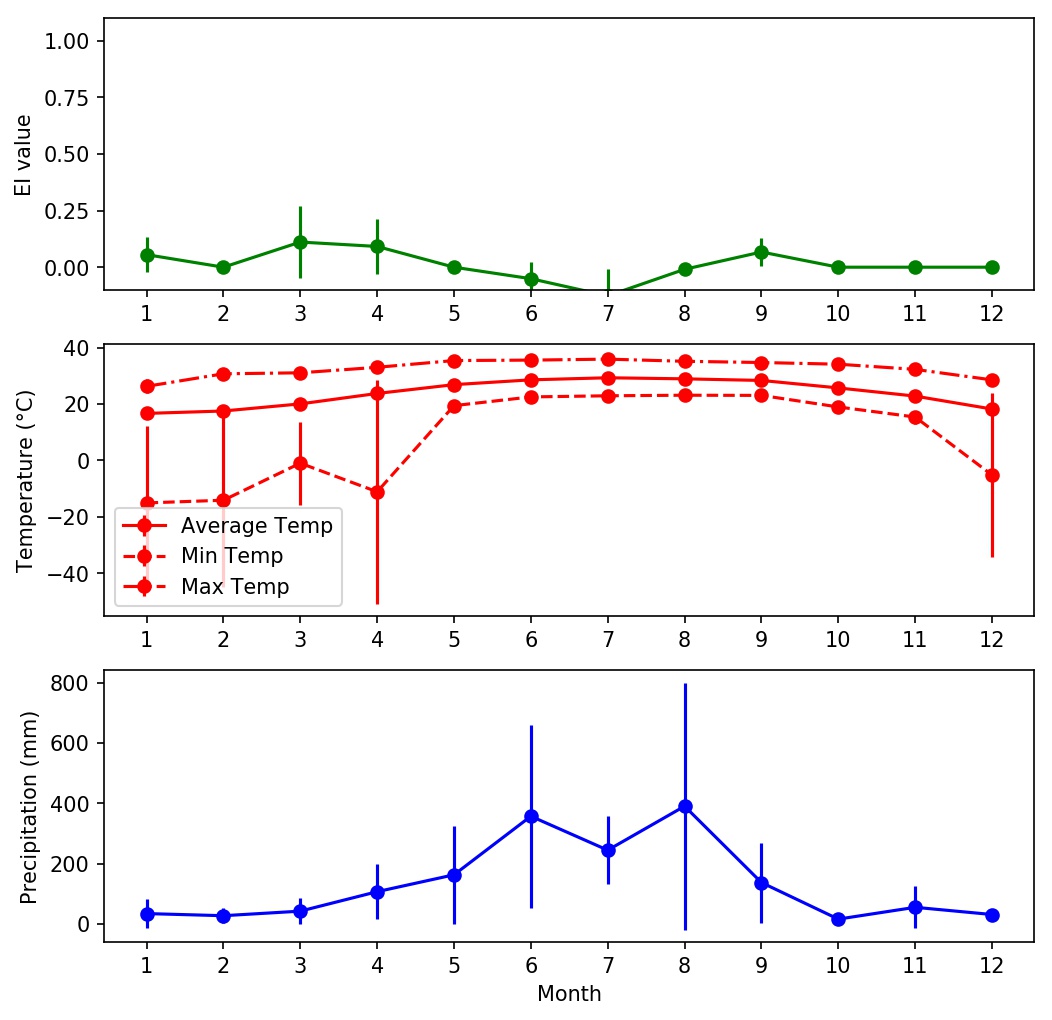 EI value
1.00
0.75
0.50
0.25
0.00
1 2 3 4 5 6 7 8 9 10 11 12
Temperature (°C)
40
20
0
−20
−40
Average Temp
Min Temp
Max Temp
1 2 3 4 5 6 7 8 9 10 11 12
Precipitation (mm)
800
600
400
200
0
1 2 3 4 5 6 7 8 9 10 11 12
Month